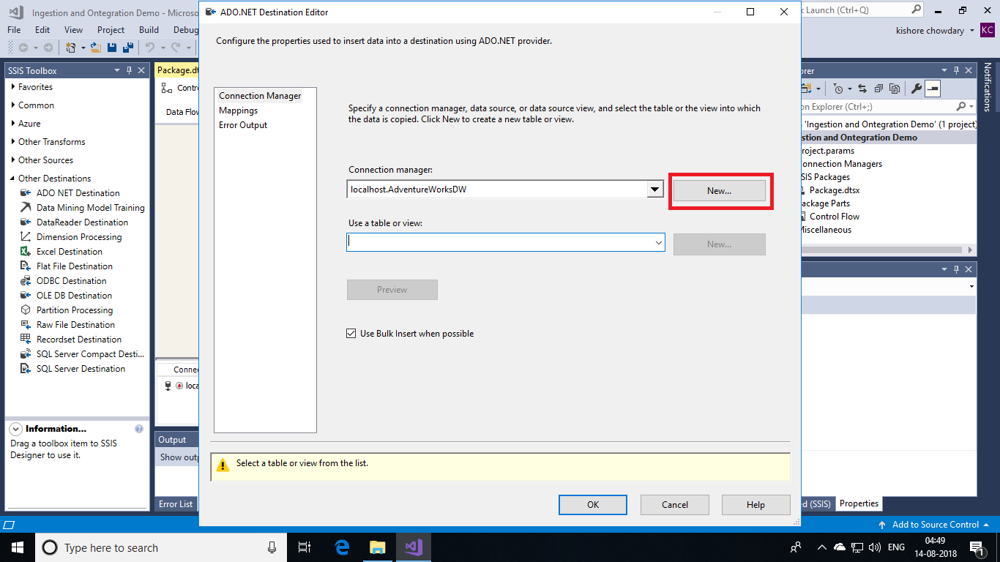 Ingestion and Ontegration Demo - Microsoft
ADO.NET Destination Editor
k Launch (Ctrl+Q)
File Edit View Project Build Debug
kishore chowdary KC
Configure the properties used to insert data into a destination using ADO.NET provider.
SSIS Toolbox
Favorites
Common
Azure
Other Transforms
Other Sources
Other Destinations
ADO NET Destination
Data Mining Model Training
DataReader Destination
Dimension Processing
Excel Destination
Flat File Destination
ODBC Destination
OLE DB Destination
Partition Processing
Raw File Destination
Recordset Destination
SQL Server Compact Desti...
SQL Server Destination
Information...
Drag a toolbox item to SSIS
Designer to use it.
Package.dt
Contr
Data Flow
Connec
loca
Output
Show outp
Error List
Connection Manager
Mappings
Error Output
Specify a connection manager, data source, or data source view, and select the table or the view into which
the data is copied. Click New to create a new table or view.
Connection manager:
localhost.AdventureWorksDW
New...
Use a table or view:
New...
Preview
Use Bulk Insert when possible
Select a table or view from the list.
OK Cancel Help
orer
on Explorer (Ctrl+;)
'Ingestion and Ontegration Demo' (1 project)
estion and Ontegration Demo
roject.params
onnection Managers
SIS Packages
Package.dtsx
ackage Parts
Control Flow
Miscellaneous
Notifications
ed (SSIS) Properties
Add to Source Control
Type here to search
ENG
04:49
14-08-2018
1